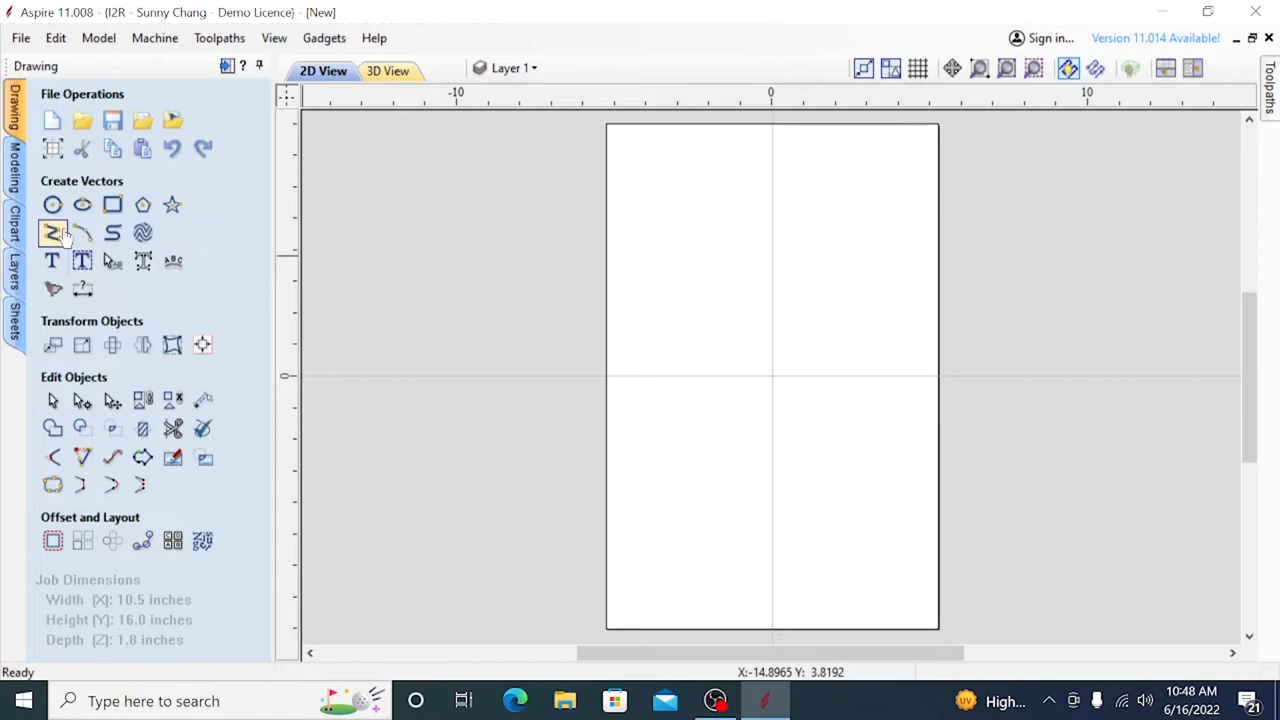 Aspire 11.008 - {I2R - Sunny Chang - Demo Licence} - [New]
File Edit Model Machine Toolpaths View Gadgets Help
Sign in... Version 11.014 Available!
Drawing
2D View 3D View Layer 1
Toolpaths
Drawing
Modeling
Clipart
Layers
Sheets
File Operations
Create Vectors
Transform Objects
Edit Objects
Offset and Layout
Job Dimensions
Width [X]: 10.5 inches
Height [Y]: 16.0 inches
Depth [Z]: 1.8 inches
-10 0 10
0
Ready
X:-14.8965 Y: 3.8192
Type here to search
High...
10:48 AM
6/16/2022
21